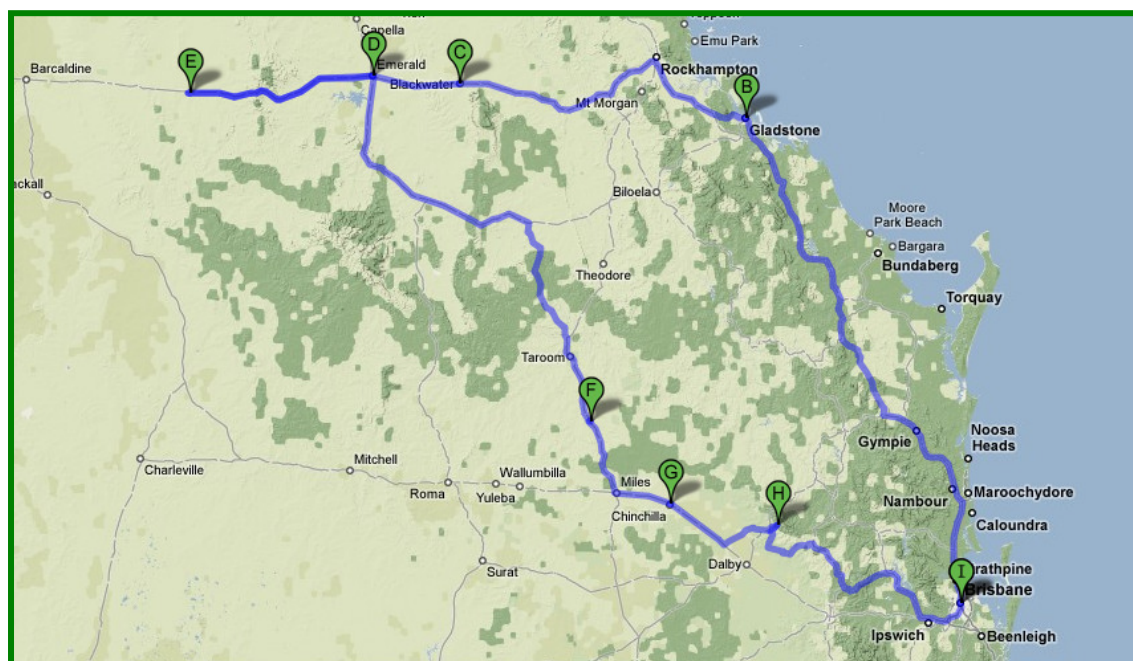 Capella
Emu Park
D
C
E
Emerald
Barcaldine
Blackwater
Rockhampton
B
Mt Morgan
Gladstone
Biloela
Moore
Park Beach
Bargara
Bundaberg
Theodore
Torquay
Taroom
F
Gympie
Noosa
Heads
Charleville
Mitchell
Roma
Wallumbilla
Yuleba
Miles
G
Chinchilla
H
Nambour
Maroochydore
Caloundra
Surat
Dalby
I
rathpine
Brisbane
Ipswich
Beenleigh